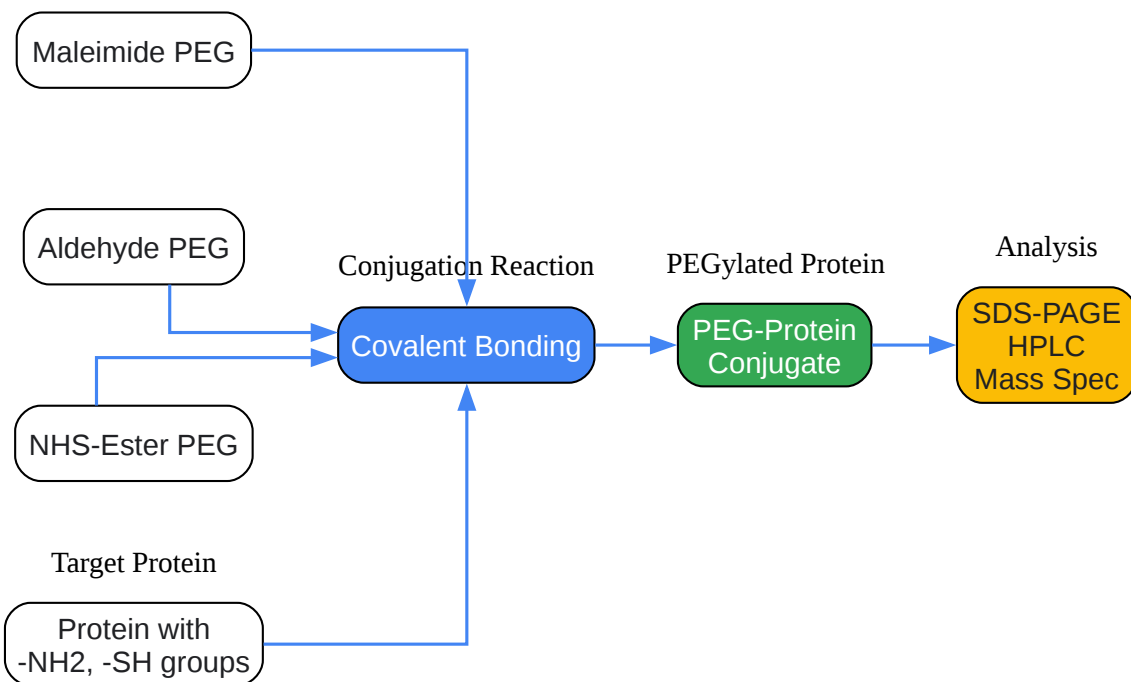 Maleimide PEG
Aldehyde PEG
NHS-Ester PEG
Target Protein
Protein with
-NH2, -SH groups
Conjugation Reaction
Covalent Bonding
PEGylated Protein
PEG-Protein
Conjugate
Analysis
SDS-PAGE
HPLC
Mass Spec